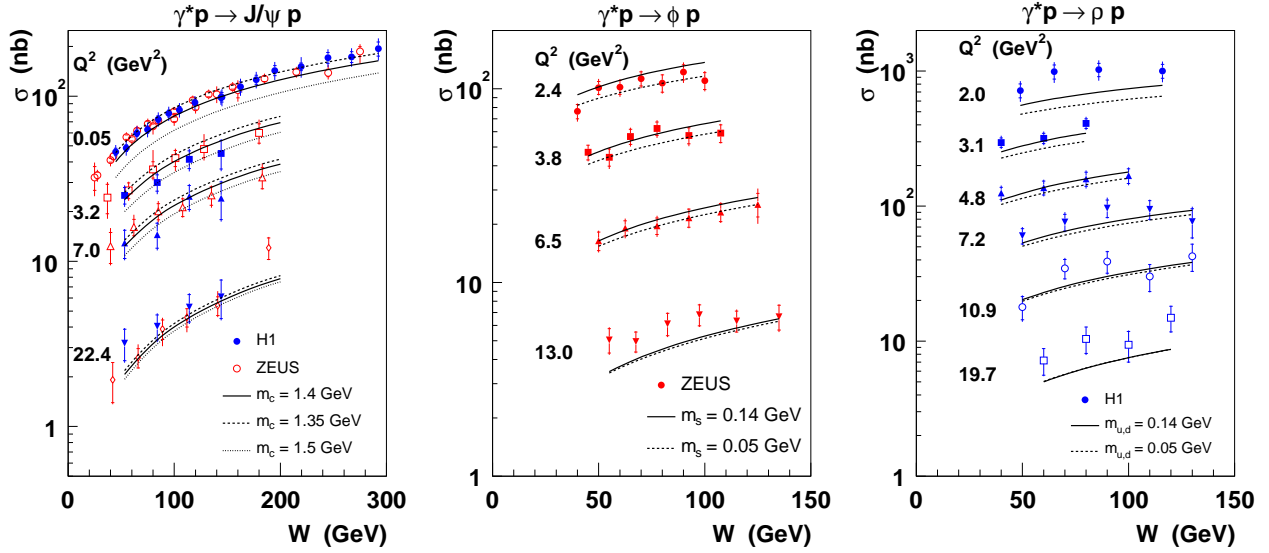 γ*p → J/ψ p
σ (nb)
Q² (GeV²)
10²
10
1
0.05
3.2
7.0
22.4
H1
ZEUS
m_c = 1.4 GeV
m_c = 1.35 GeV
m_c = 1.5 GeV
0 100 200 300
W (GeV)
γ*p → ϕ p
σ (nb)
Q² (GeV²)
10²
10
1
2.4
3.8
6.5
13.0
ZEUS
m_s = 0.14 GeV
m_s = 0.05 GeV
0 50 100 150
W (GeV)
γ*p → ρ p
σ (nb)
Q² (GeV²)
10³
10²
10
1
2.0
3.1
4.8
7.2
10.9
19.7
H1
m_u,d = 0.14 GeV
m_u,d = 0.05 GeV
0 50 100 150
W (GeV)